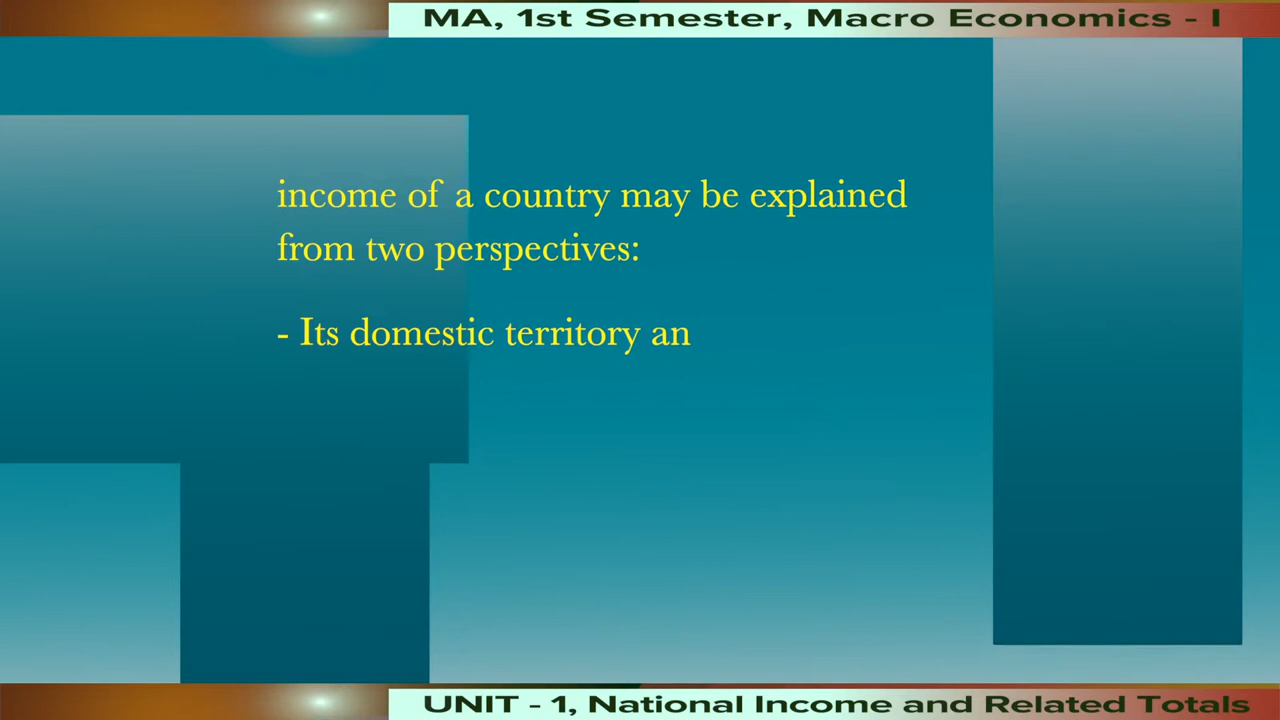 MA, 1st Semester, Macro Economics - I
income of a country may be explained
from two perspectives:
- Its domestic territory an
UNIT - 1, National Income and Related Totals